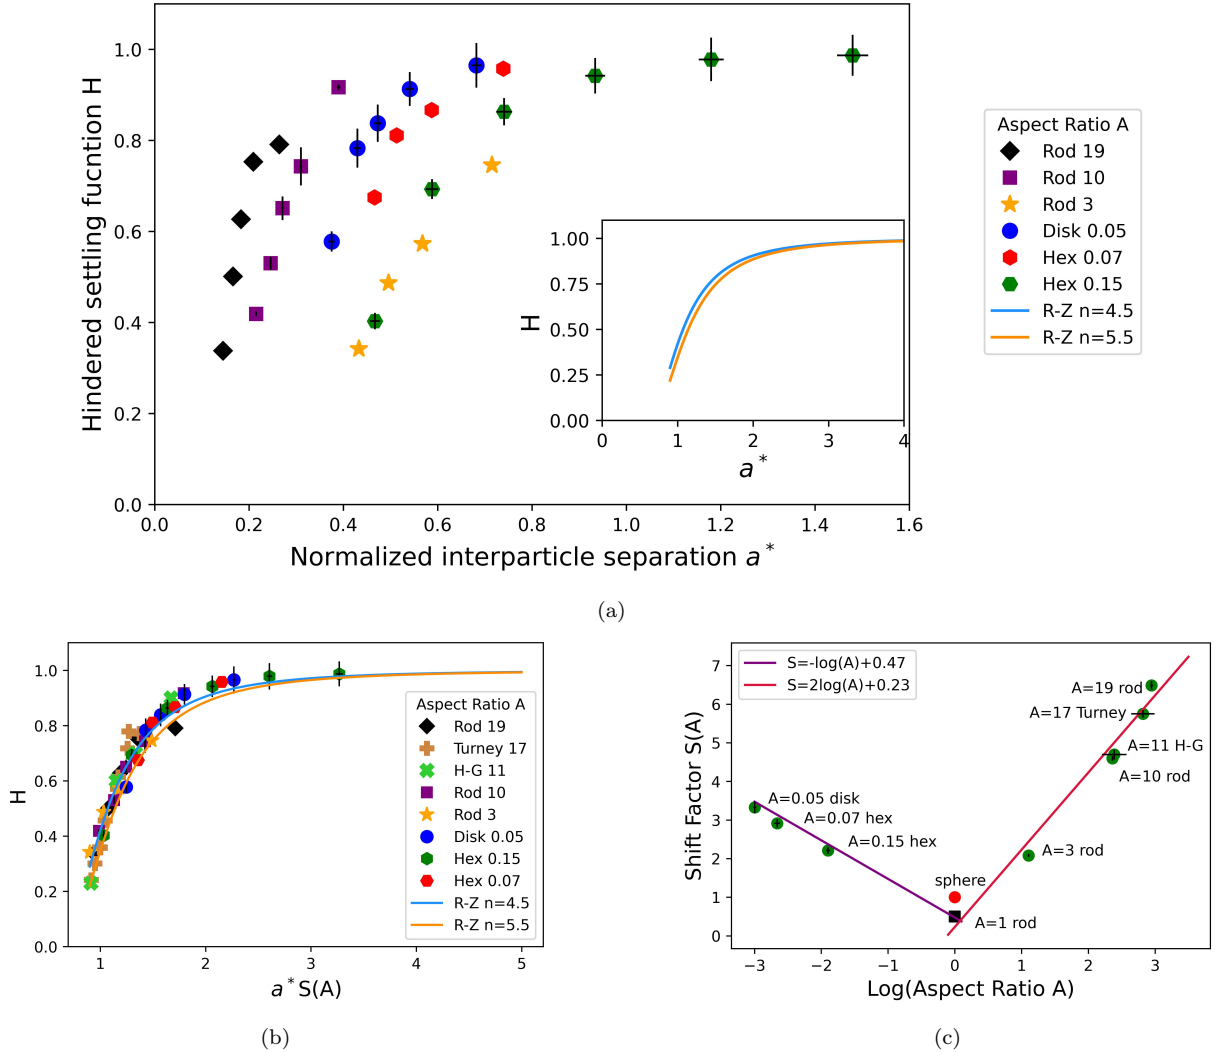 1.0
0.8
0.6
0.4
0.2
0.0
Hindered settling fucntion H
0.0 0.2 0.4 0.6 0.8 1.0 1.2 1.4 1.6
Normalized interparticle separation a*
1.00
0.75
0.50
0.25
0.00
H
0 1 2 3 4
a*
Aspect Ratio A
Rod 19
Rod 10
Rod 3
Disk 0.05
Hex 0.07
Hex 0.15
R-Z n=4.5
R-Z n=5.5
(a)
1.0
0.8
0.6
0.4
0.2
0.0
H
1 2 3 4 5
a*S(A)
Aspect Ratio A
Rod 19
Turney 17
H-G 11
Rod 10
Rod 3
Disk 0.05
Hex 0.15
Hex 0.07
R-Z n=4.5
R-Z n=5.5
(b)
7
6
5
4
3
2
1
0
Shift Factor S(A)
S=-log(A)+0.47
S=2log(A)+0.23
A=19 rod
A=17 Turney
A=11 H-G
A=10 rod
A=0.05 disk
A=0.07 hex
A=0.15 hex
A=3 rod
sphere
A=1 rod
−3 −2 −1 0 1 2 3
Log(Aspect Ratio A)
(c)